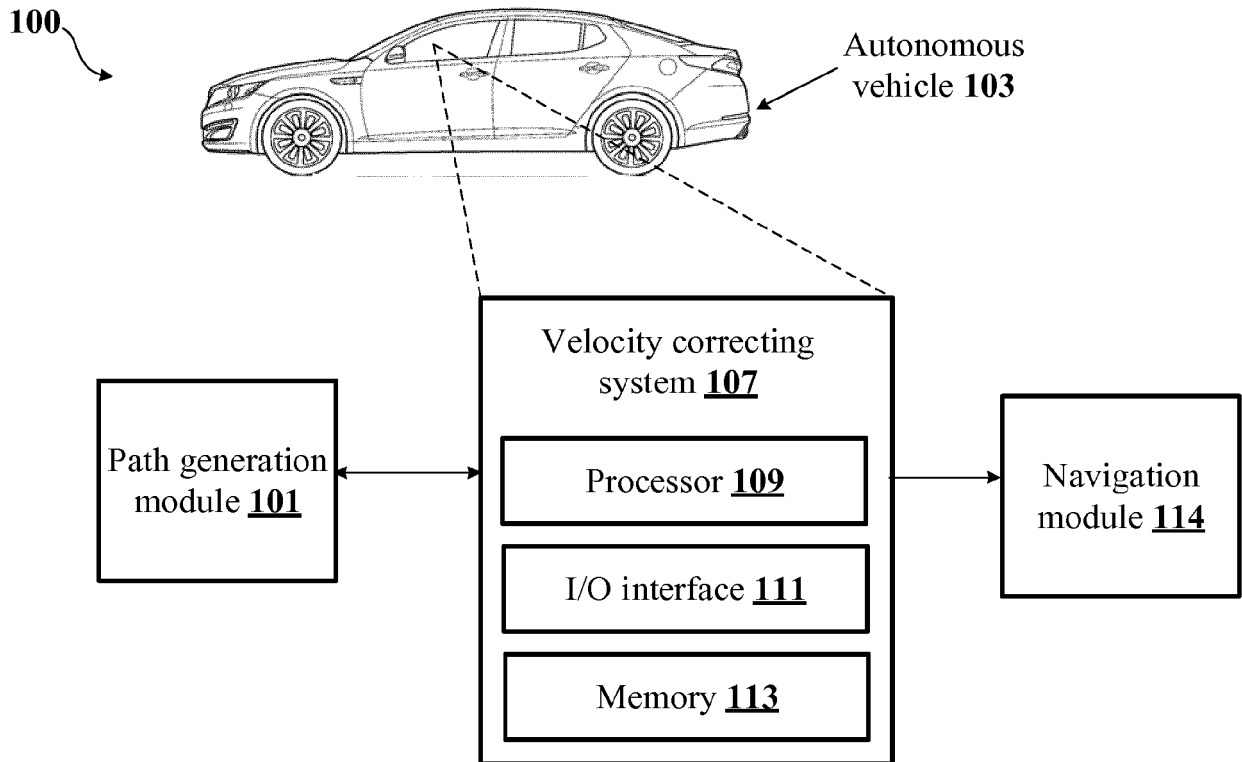 100
Autonomous
vehicle 103
Velocity correcting
system 107
Path generation
module 101
Processor 109
I/O interface 111
Memory 113
Navigation
module 114